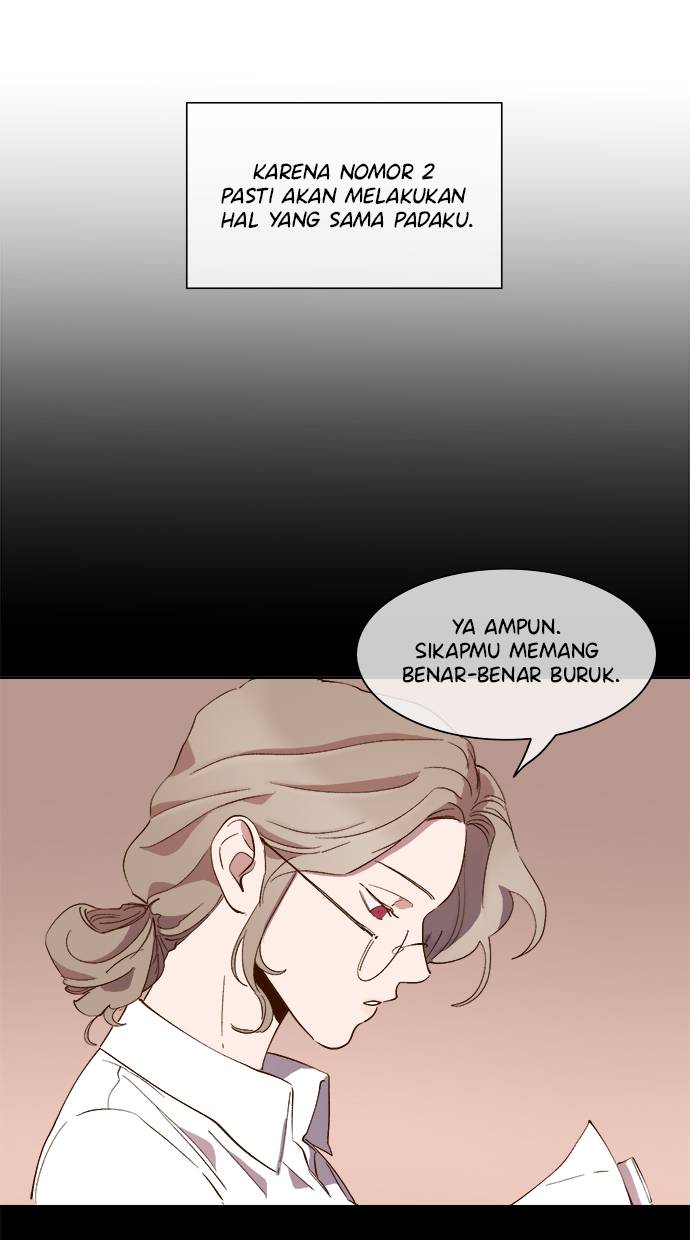 KARENA NOMOR 2
PASTI AKAN MELAKUKAN
HAL YANG SAMA PADAKU.
YA AMPUN.
SIKAPMU MEMANG
BENAR-BENAR BURUK.